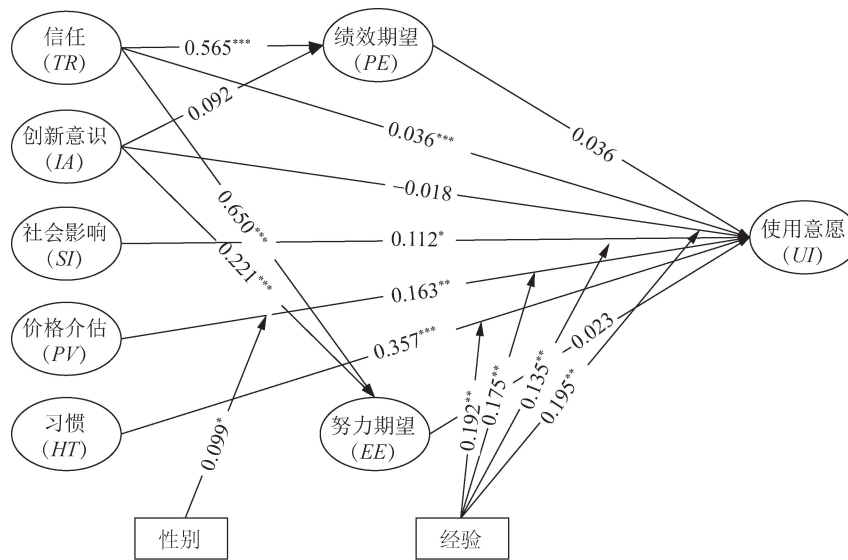 信任
(TR)
0.565***
绩效期望
(PE)
0.092
0.036***
0.036
创新意识
(IA)
-0.018
0.650***
社会影响
(SI)
0.112*
使用意愿
(UI)
0.221***
0.163**
价格介估
(PV)
0.357***
-0.023
习惯
(HT)
努力期望
(EE)
0.099*
0.192**
0.175**
0.135**
0.195**
性别
经验